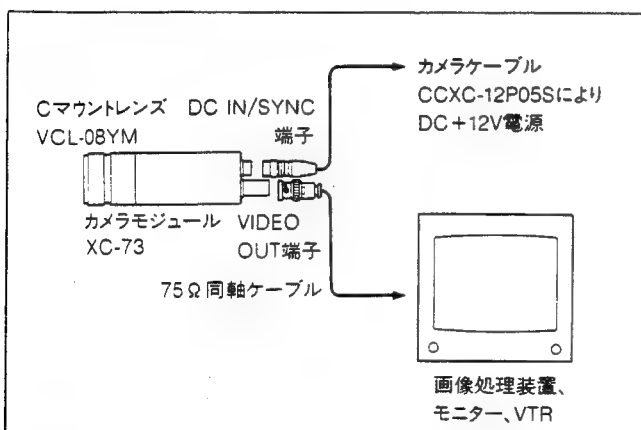 Cマウントレンズ
VCL-08YM
DC IN/SYNC
端子
カメラケーブル
CCXC-12P05Sにより
DC+12V電源
カメラモジュール
XC-73
VIDEO
OUT端子
75Ω同軸ケーブル
画像処理装置、
モニター、VTR